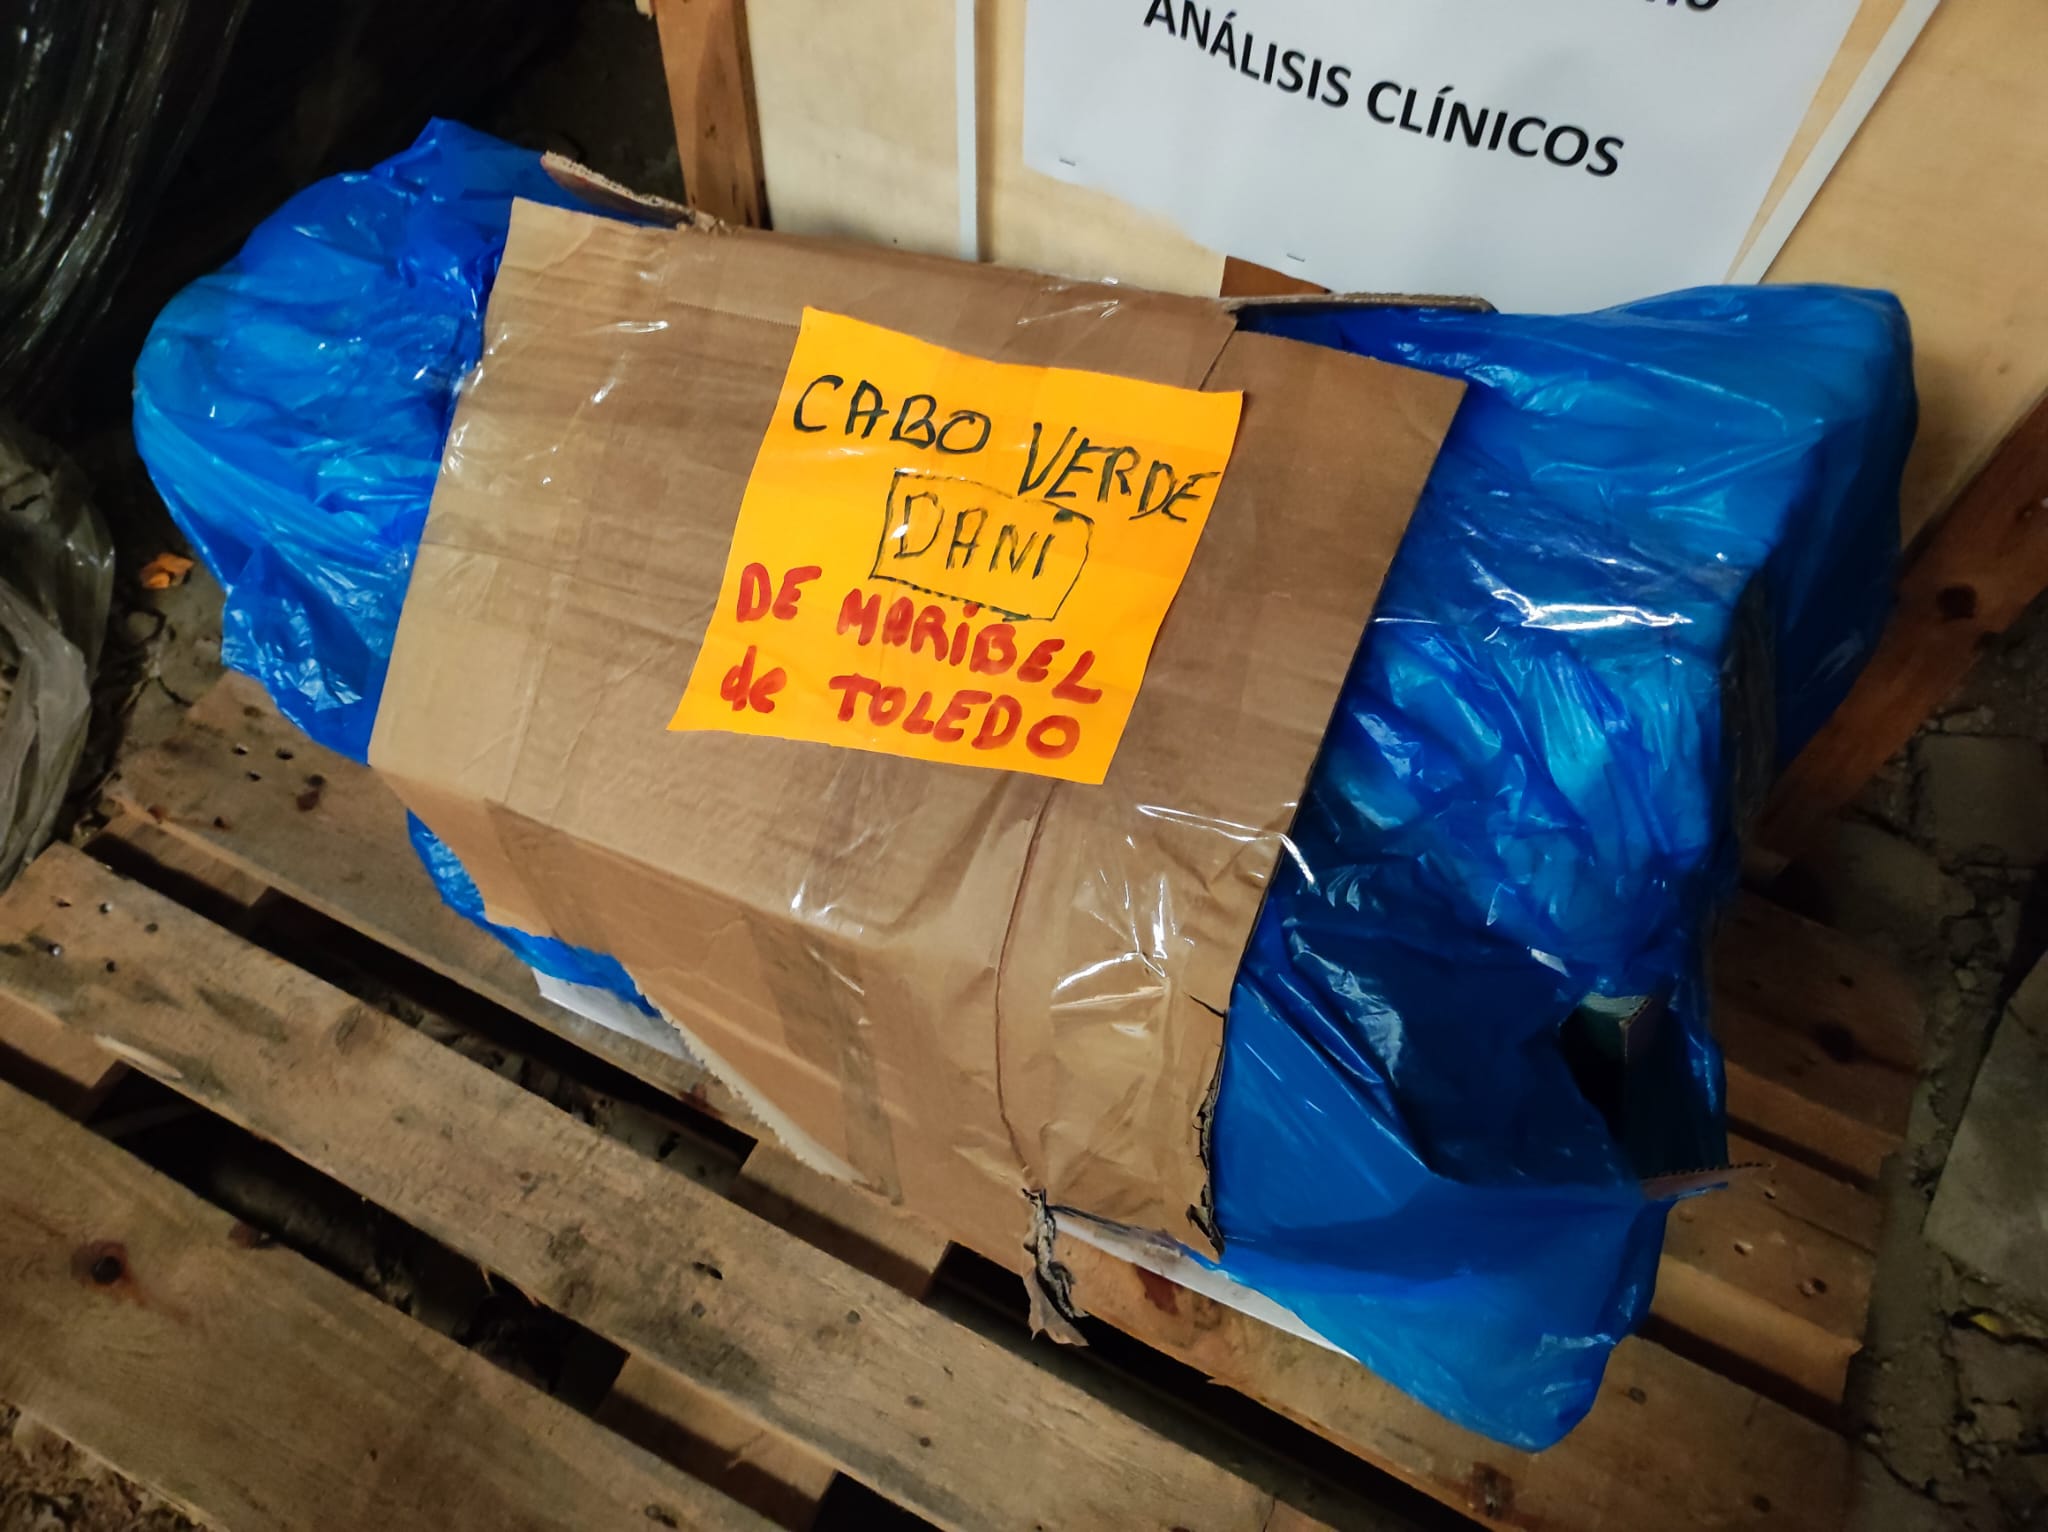 ANÁLISIS CLÍNICOS
CABO VERDE
DANI
DE MARIBEL
de TOLEDO